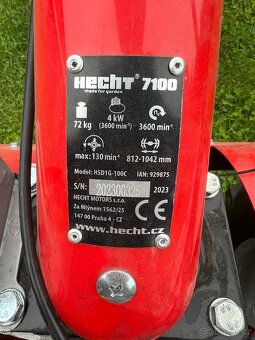 HECHT® 7100
made for garden
4 kW
72 kg (3600 min⁻¹) 3600 min⁻¹
max: 130 min⁻¹ 812-1042 mm
Model: HSD1G-100C IAN: 929875
S/N: 2023
HECHT MOTORS s.r.o.
Za Mlýnem 1562/25
147 00 Praha 4 - CZ
www.hecht.cz